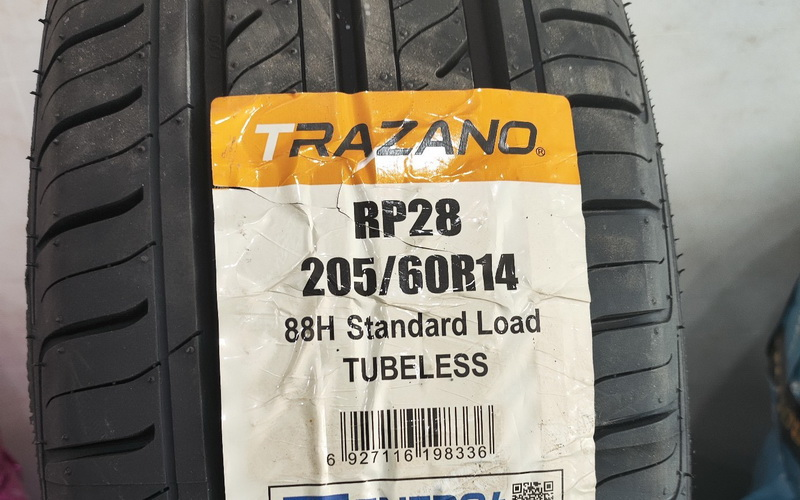 TRAZANO®
RP28
205/60R14
88H Standard Load
TUBELESS
6 927116 198336